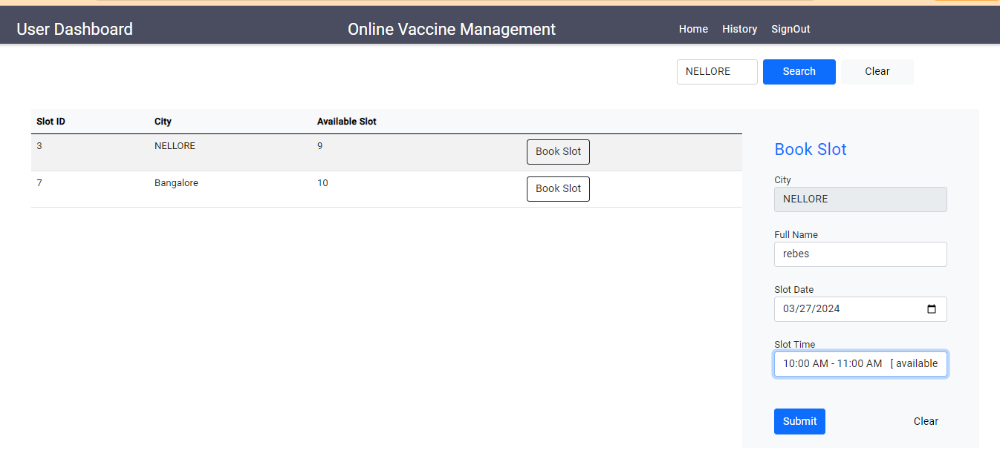 User Dashboard Online Vaccine Management Home History SignOut
NELLORE Search Clear
Slot ID City Available Slot
3 NELLORE 9 Book Slot
7 Bangalore 10 Book Slot
Book Slot
City
NELLORE
Full Name
rebes
Slot Date
03/27/2024
Slot Time
10:00 AM - 11:00 AM [ available
Submit Clear